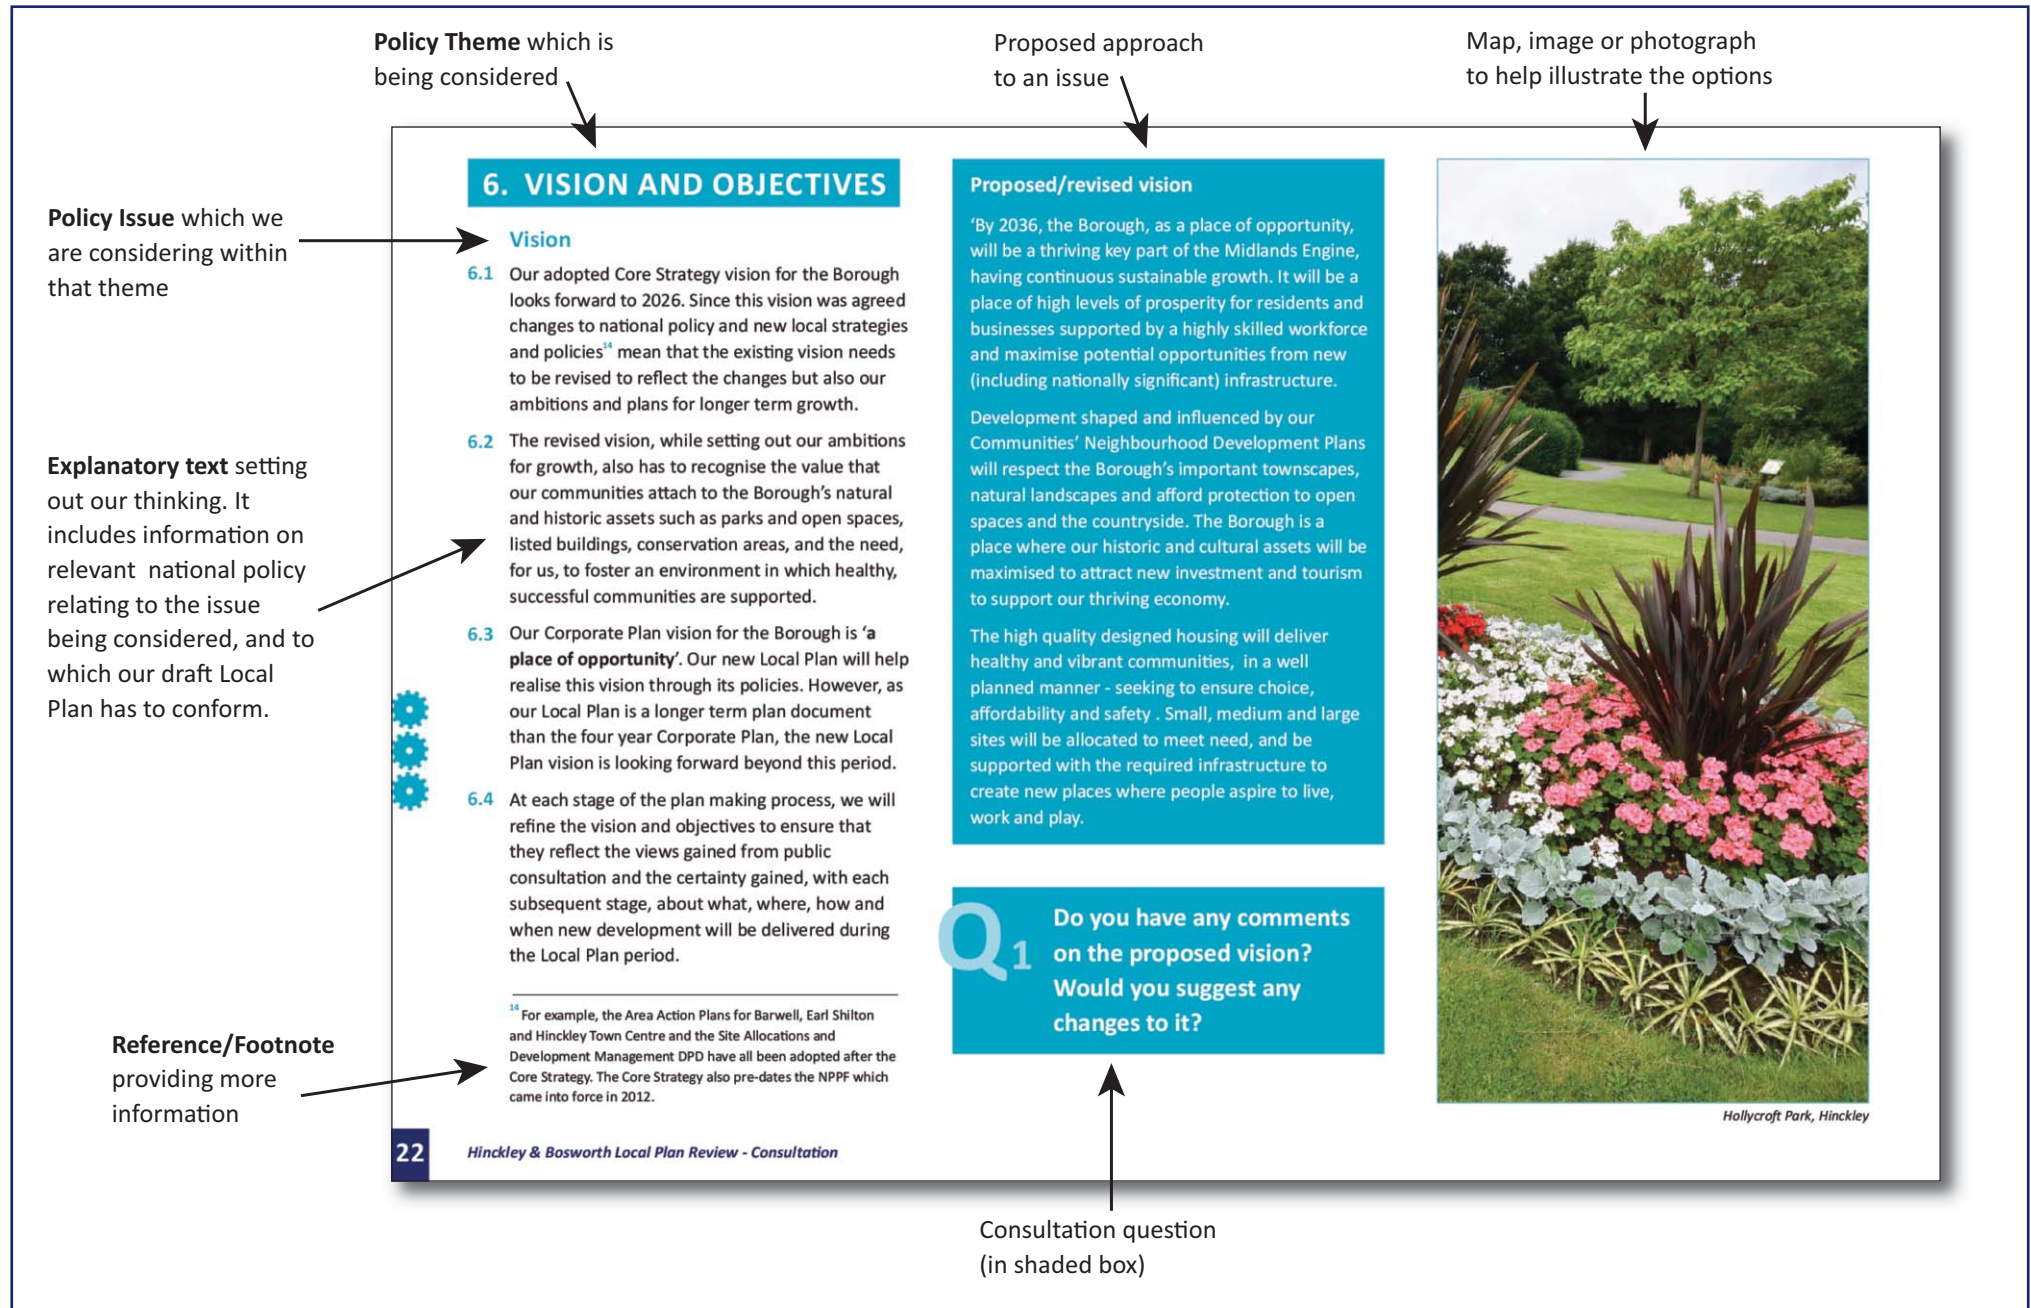 Policy Theme which is
being considered
Proposed approach
to an issue
Map, image or photograph
to help illustrate the options
Policy Issue which we
are considering within
that theme
Explanatory text setting
out our thinking. It
includes information on
relevant national policy
relating to the issue
being considered, and to
which our draft Local
Plan has to conform.
Reference/Footnote
providing more
information
6. VISION AND OBJECTIVES
Vision
6.1 Our adopted Core Strategy vision for the Borough
looks forward to 2026. Since this vision was agreed
changes to national policy and new local strategies
and policies14 mean that the existing vision needs
to be revised to reflect the changes but also our
ambitions and plans for longer term growth.
6.2 The revised vision, while setting out our ambitions
for growth, also has to recognise the value that
our communities attach to the Borough's natural
and historic assets such as parks and open spaces,
listed buildings, conservation areas, and the need,
for us, to foster an environment in which healthy,
successful communities are supported.
6.3 Our Corporate Plan vision for the Borough is 'a
place of opportunity'. Our new Local Plan will help
realise this vision through its policies. However, as
our Local Plan is a longer term plan document
than the four year Corporate Plan, the new Local
Plan vision is looking forward beyond this period.
6.4 At each stage of the plan making process, we will
refine the vision and objectives to ensure that
they reflect the views gained from public
consultation and the certainty gained, with each
subsequent stage, about what, where, how and
when new development will be delivered during
the Local Plan period.
14 For example, the Area Action Plans for Barwell, Earl Shilton
and Hinckley Town Centre and the Site Allocations and
Development Management DPD have all been adopted after the
Core Strategy. The Core Strategy also pre-dates the NPPF which
came into force in 2012.
22 Hinckley & Bosworth Local Plan Review - Consultation
Proposed/revised vision
'By 2036, the Borough, as a place of opportunity,
will be a thriving key part of the Midlands Engine,
having continuous sustainable growth. It will be a
place of high levels of prosperity for residents and
businesses supported by a highly skilled workforce
and maximise potential opportunities from new
(including nationally significant) infrastructure.
Development shaped and influenced by our
Communities' Neighbourhood Development Plans
will respect the Borough's important townscapes,
natural landscapes and afford protection to open
spaces and the countryside. The Borough is a
place where our historic and cultural assets will be
maximised to attract new investment and tourism
to support our thriving economy.
The high quality designed housing will deliver
healthy and vibrant communities, in a well
planned manner - seeking to ensure choice,
affordability and safety . Small, medium and large
sites will be allocated to meet need, and be
supported with the required infrastructure to
create new places where people aspire to live,
work and play.
Q1 Do you have any comments
on the proposed vision?
Would you suggest any
changes to it?
Hollycroft Park, Hinckley
Consultation question
(in shaded box)